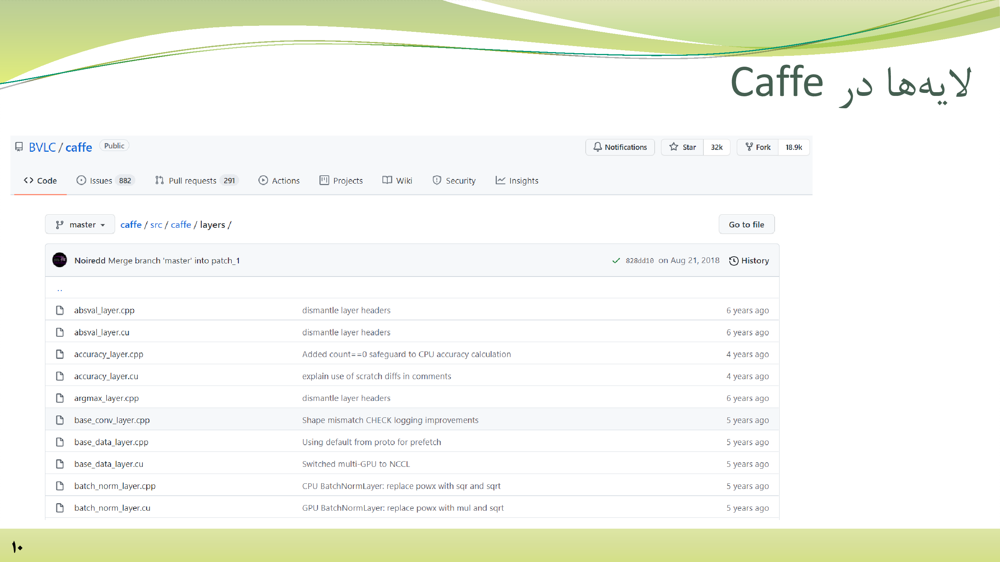 لایه‌ها در Caffe
BVLC / caffe Public Notifications Star 32k Fork 18.9k
Code Issues 882 Pull requests 291 Actions Projects Wiki Security Insights
master caffe / src / caffe / layers / Go to file
Noiredd Merge branch 'master' into patch_1 828dd10 on Aug 21, 2018 History
..
absval_layer.cpp dismantle layer headers 6 years ago
absval_layer.cu dismantle layer headers 6 years ago
accuracy_layer.cpp Added count==0 safeguard to CPU accuracy calculation 4 years ago
accuracy_layer.cu explain use of scratch diffs in comments 4 years ago
argmax_layer.cpp dismantle layer headers 6 years ago
base_conv_layer.cpp Shape mismatch CHECK logging improvements 5 years ago
base_data_layer.cpp Using default from proto for prefetch 5 years ago
base_data_layer.cu Switched multi-GPU to NCCL 5 years ago
batch_norm_layer.cpp CPU BatchNormLayer: replace powx with sqr and sqrt 5 years ago
batch_norm_layer.cu GPU BatchNormLayer: replace powx with mul and sqrt 5 years ago
۱۰